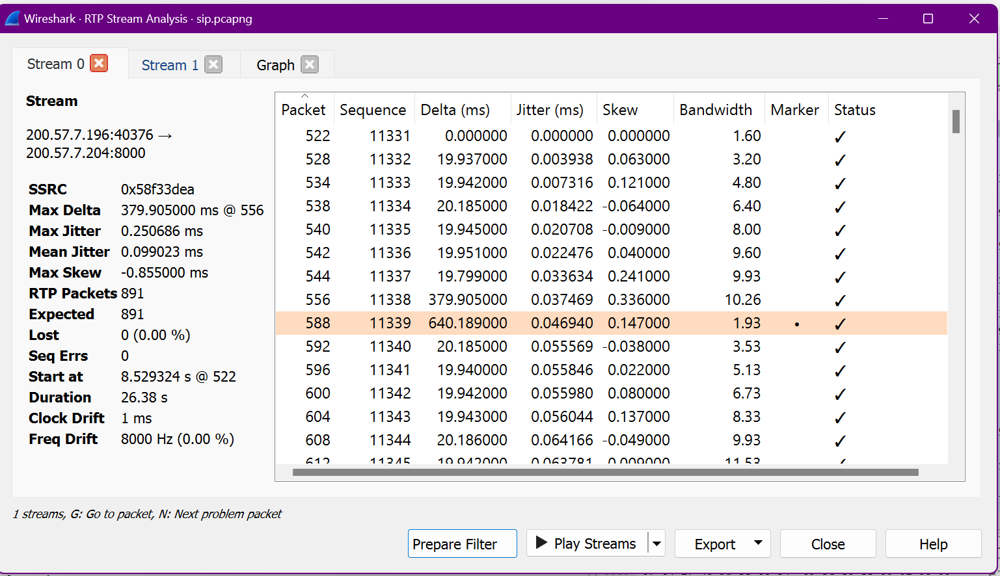 Wireshark · RTP Stream Analysis · sip.pcapng
Stream 0 Stream 1 Graph
Stream
200.57.7.196:40376 →
200.57.7.204:8000
SSRC 0x58f33dea
Max Delta 379.905000 ms @ 556
Max Jitter 0.250686 ms
Mean Jitter 0.099023 ms
Max Skew -0.855000 ms
RTP Packets 891
Expected 891
Lost 0 (0.00 %)
Seq Errs 0
Start at 8.529324 s @ 522
Duration 26.38 s
Clock Drift 1 ms
Freq Drift 8000 Hz (0.00 %)
Packet Sequence Delta (ms) Jitter (ms) Skew Bandwidth Marker Status
522 11331 0.000000 0.000000 0.000000 1.60 ✓
528 11332 19.937000 0.003938 0.063000 3.20 ✓
534 11333 19.942000 0.007316 0.121000 4.80 ✓
538 11334 20.185000 0.018422 -0.064000 6.40 ✓
540 11335 19.945000 0.020708 -0.009000 8.00 ✓
542 11336 19.951000 0.022476 0.040000 9.60 ✓
544 11337 19.799000 0.033634 0.241000 9.93 ✓
556 11338 379.905000 0.037469 0.336000 10.26 ✓
588 11339 640.189000 0.046940 0.147000 1.93 • ✓
592 11340 20.185000 0.055569 -0.038000 3.53 ✓
596 11341 19.940000 0.055846 0.022000 5.13 ✓
600 11342 19.942000 0.055980 0.080000 6.73 ✓
604 11343 19.943000 0.056044 0.137000 8.33 ✓
608 11344 20.186000 0.064166 -0.049000 9.93 ✓
612 11345 19.942000 0.063781 0.009000 11.53 ✓
1 streams, G: Go to packet, N: Next problem packet
Prepare Filter Play Streams Export Close Help